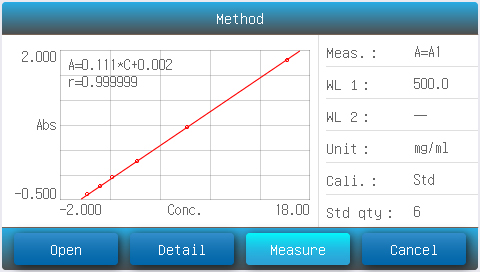 Method
2.000
A=0.111*C+0.002
r=0.999999
Abs
-0.500
-2.000
Conc.
18.00
Meas. : A=A1
WL 1 : 500.0
WL 2 : —
Unit : mg/ml
Cali. : Std
Std qty : 6
Open
Detail
Measure
Cancel